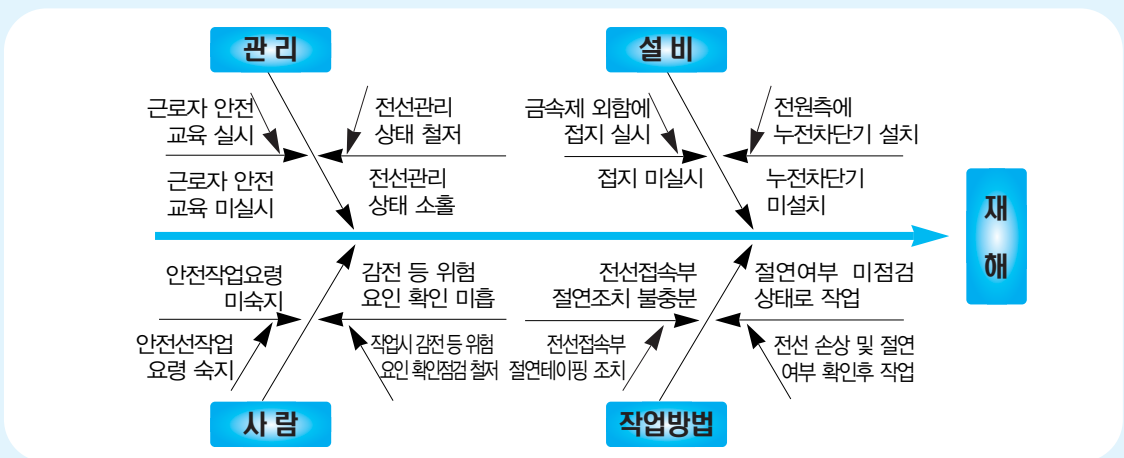 관리
설비
근로자 안전
교육 실시
전선관리
상태 철저
금속제 외함에
접지 실시
전원측에
누전차단기 설치
근로자 안전
교육 미실시
전선관리
상태 소홀
접지 미실시
누전차단기
미설치
재
해
안전작업요령
미숙지
감전 등 위험
요인 확인 미흡
전선접속부
절연조치 불충분
절연여부 미점검
상태로 작업
안전선작업
요령 숙지
작업시 감전 등 위험
요인 확인점검 철저
전선접속부
절연테이핑 조치
전선 손상 및 절연
여부 확인후 작업
사람
작업방법